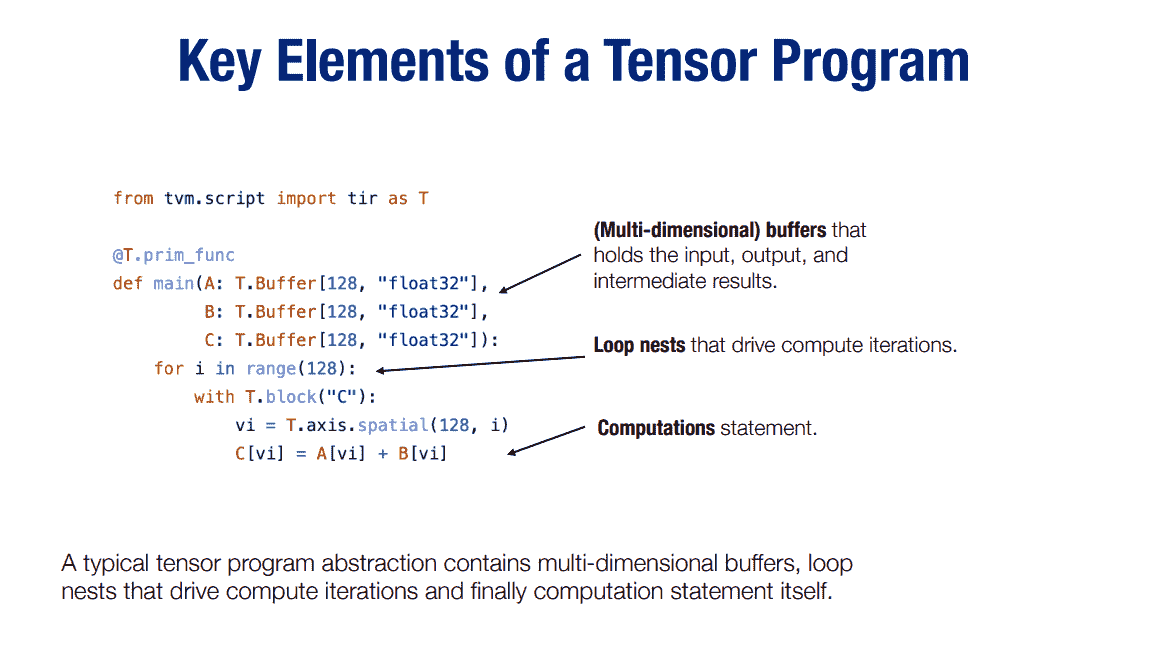 Key Elements of a Tensor Program
from tvm.script import tir as T
@T.prim_func
def main(A: T.Buffer[128, "float32"],
B: T.Buffer[128, "float32"],
C: T.Buffer[128, "float32"]):
for i in range(128):
with T.block("C"):
vi = T.axis.spatial(128, i)
C[vi] = A[vi] + B[vi]
(Multi-dimensional) buffers that
holds the input, output, and
intermediate results.
Loop nests that drive compute iterations.
Computations statement.
A typical tensor program abstraction contains multi-dimensional buffers, loop
nests that drive compute iterations and finally computation statement itself.